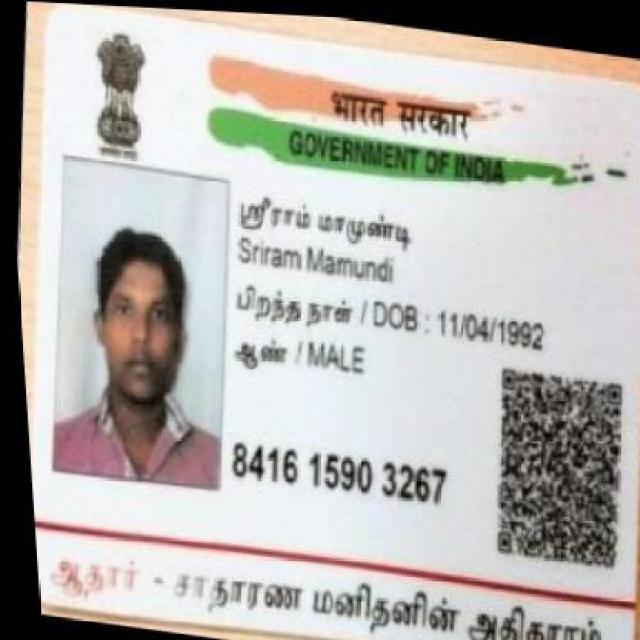 भारत सरकार
GOVERNMENT OF INDIA
ஸ்ரீராம் மாமுண்டி
Sriram Mamundi
பிறந்த நாள் / DOB : 11/04/1992
ஆண் / MALE
8416 1590 3267
ஆதார் - சாதாரண மனிதனின் அதிகாரம்